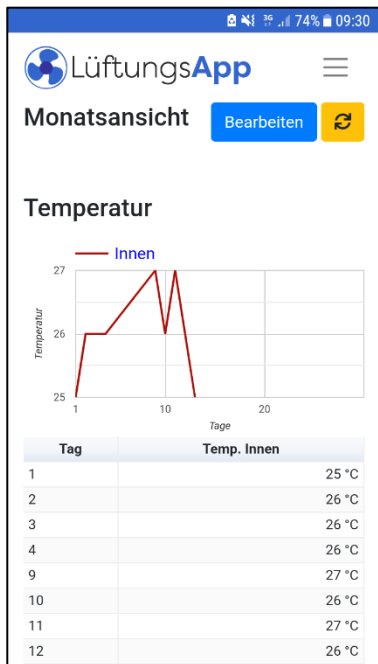 3G 74% 09:30
LüftungsApp
Monatsansicht Bearbeiten
Temperatur
Innen
27
26
25
Temperatur
1 10 20
Tage
Tag Temp. Innen
1 25 °C
2 26 °C
3 26 °C
4 26 °C
9 27 °C
10 26 °C
11 27 °C
12 26 °C